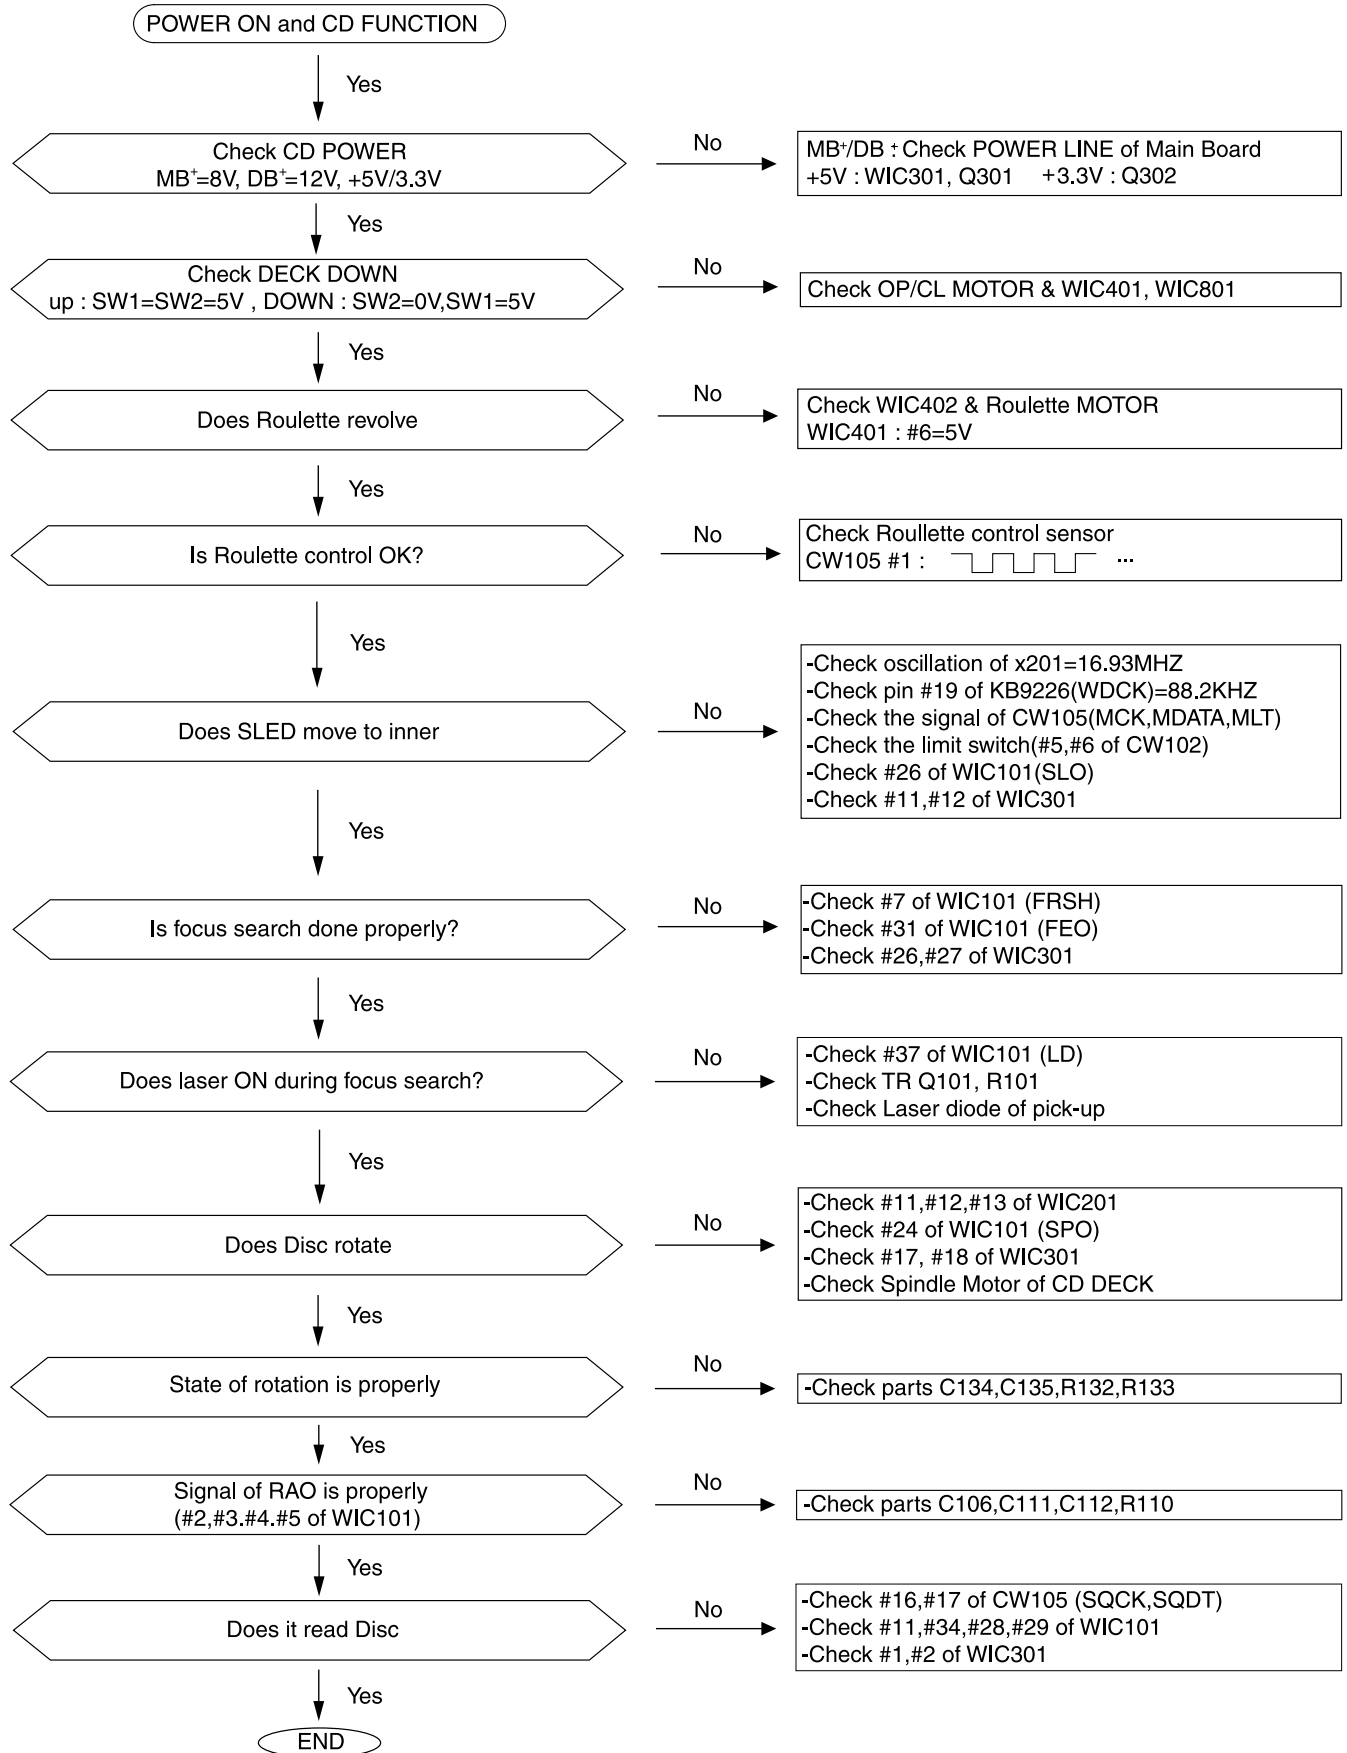 POWER ON and CD FUNCTION
Yes
Check CD POWER
MB+=8V, DB+=12V, +5V/3.3V
No
MB+/DB+ : Check POWER LINE of Main Board
+5V : WIC301, Q301 +3.3V : Q302
Yes
Check DECK DOWN
up : SW1=SW2=5V , DOWN : SW2=0V,SW1=5V
No
Check OP/CL MOTOR & WIC401, WIC801
Yes
Does Roulette revolve
No
Check WIC402 & Roulette MOTOR
WIC401 : #6=5V
Yes
Is Roulette control OK?
No
Check Roullette control sensor
CW105 #1 : ...
Yes
Does SLED move to inner
No
-Check oscillation of x201=16.93MHZ
-Check pin #19 of KB9226(WDCK)=88.2KHZ
-Check the signal of CW105(MCK,MDATA,MLT)
-Check the limit switch(#5,#6 of CW102)
-Check #26 of WIC101(SLO)
-Check #11,#12 of WIC301
Yes
Is focus search done properly?
No
-Check #7 of WIC101 (FRSH)
-Check #31 of WIC101 (FEO)
-Check #26,#27 of WIC301
Yes
Does laser ON during focus search?
No
-Check #37 of WIC101 (LD)
-Check TR Q101, R101
-Check Laser diode of pick-up
Yes
Does Disc rotate
No
-Check #11,#12,#13 of WIC201
-Check #24 of WIC101 (SPO)
-Check #17, #18 of WIC301
-Check Spindle Motor of CD DECK
Yes
State of rotation is properly
No
-Check parts C134,C135,R132,R133
Yes
Signal of RAO is properly
(#2,#3.#4.#5 of WIC101)
No
-Check parts C106,C111,C112,R110
Yes
Does it read Disc
No
-Check #16,#17 of CW105 (SQCK,SQDT)
-Check #11,#34,#28,#29 of WIC101
-Check #1,#2 of WIC301
Yes
END